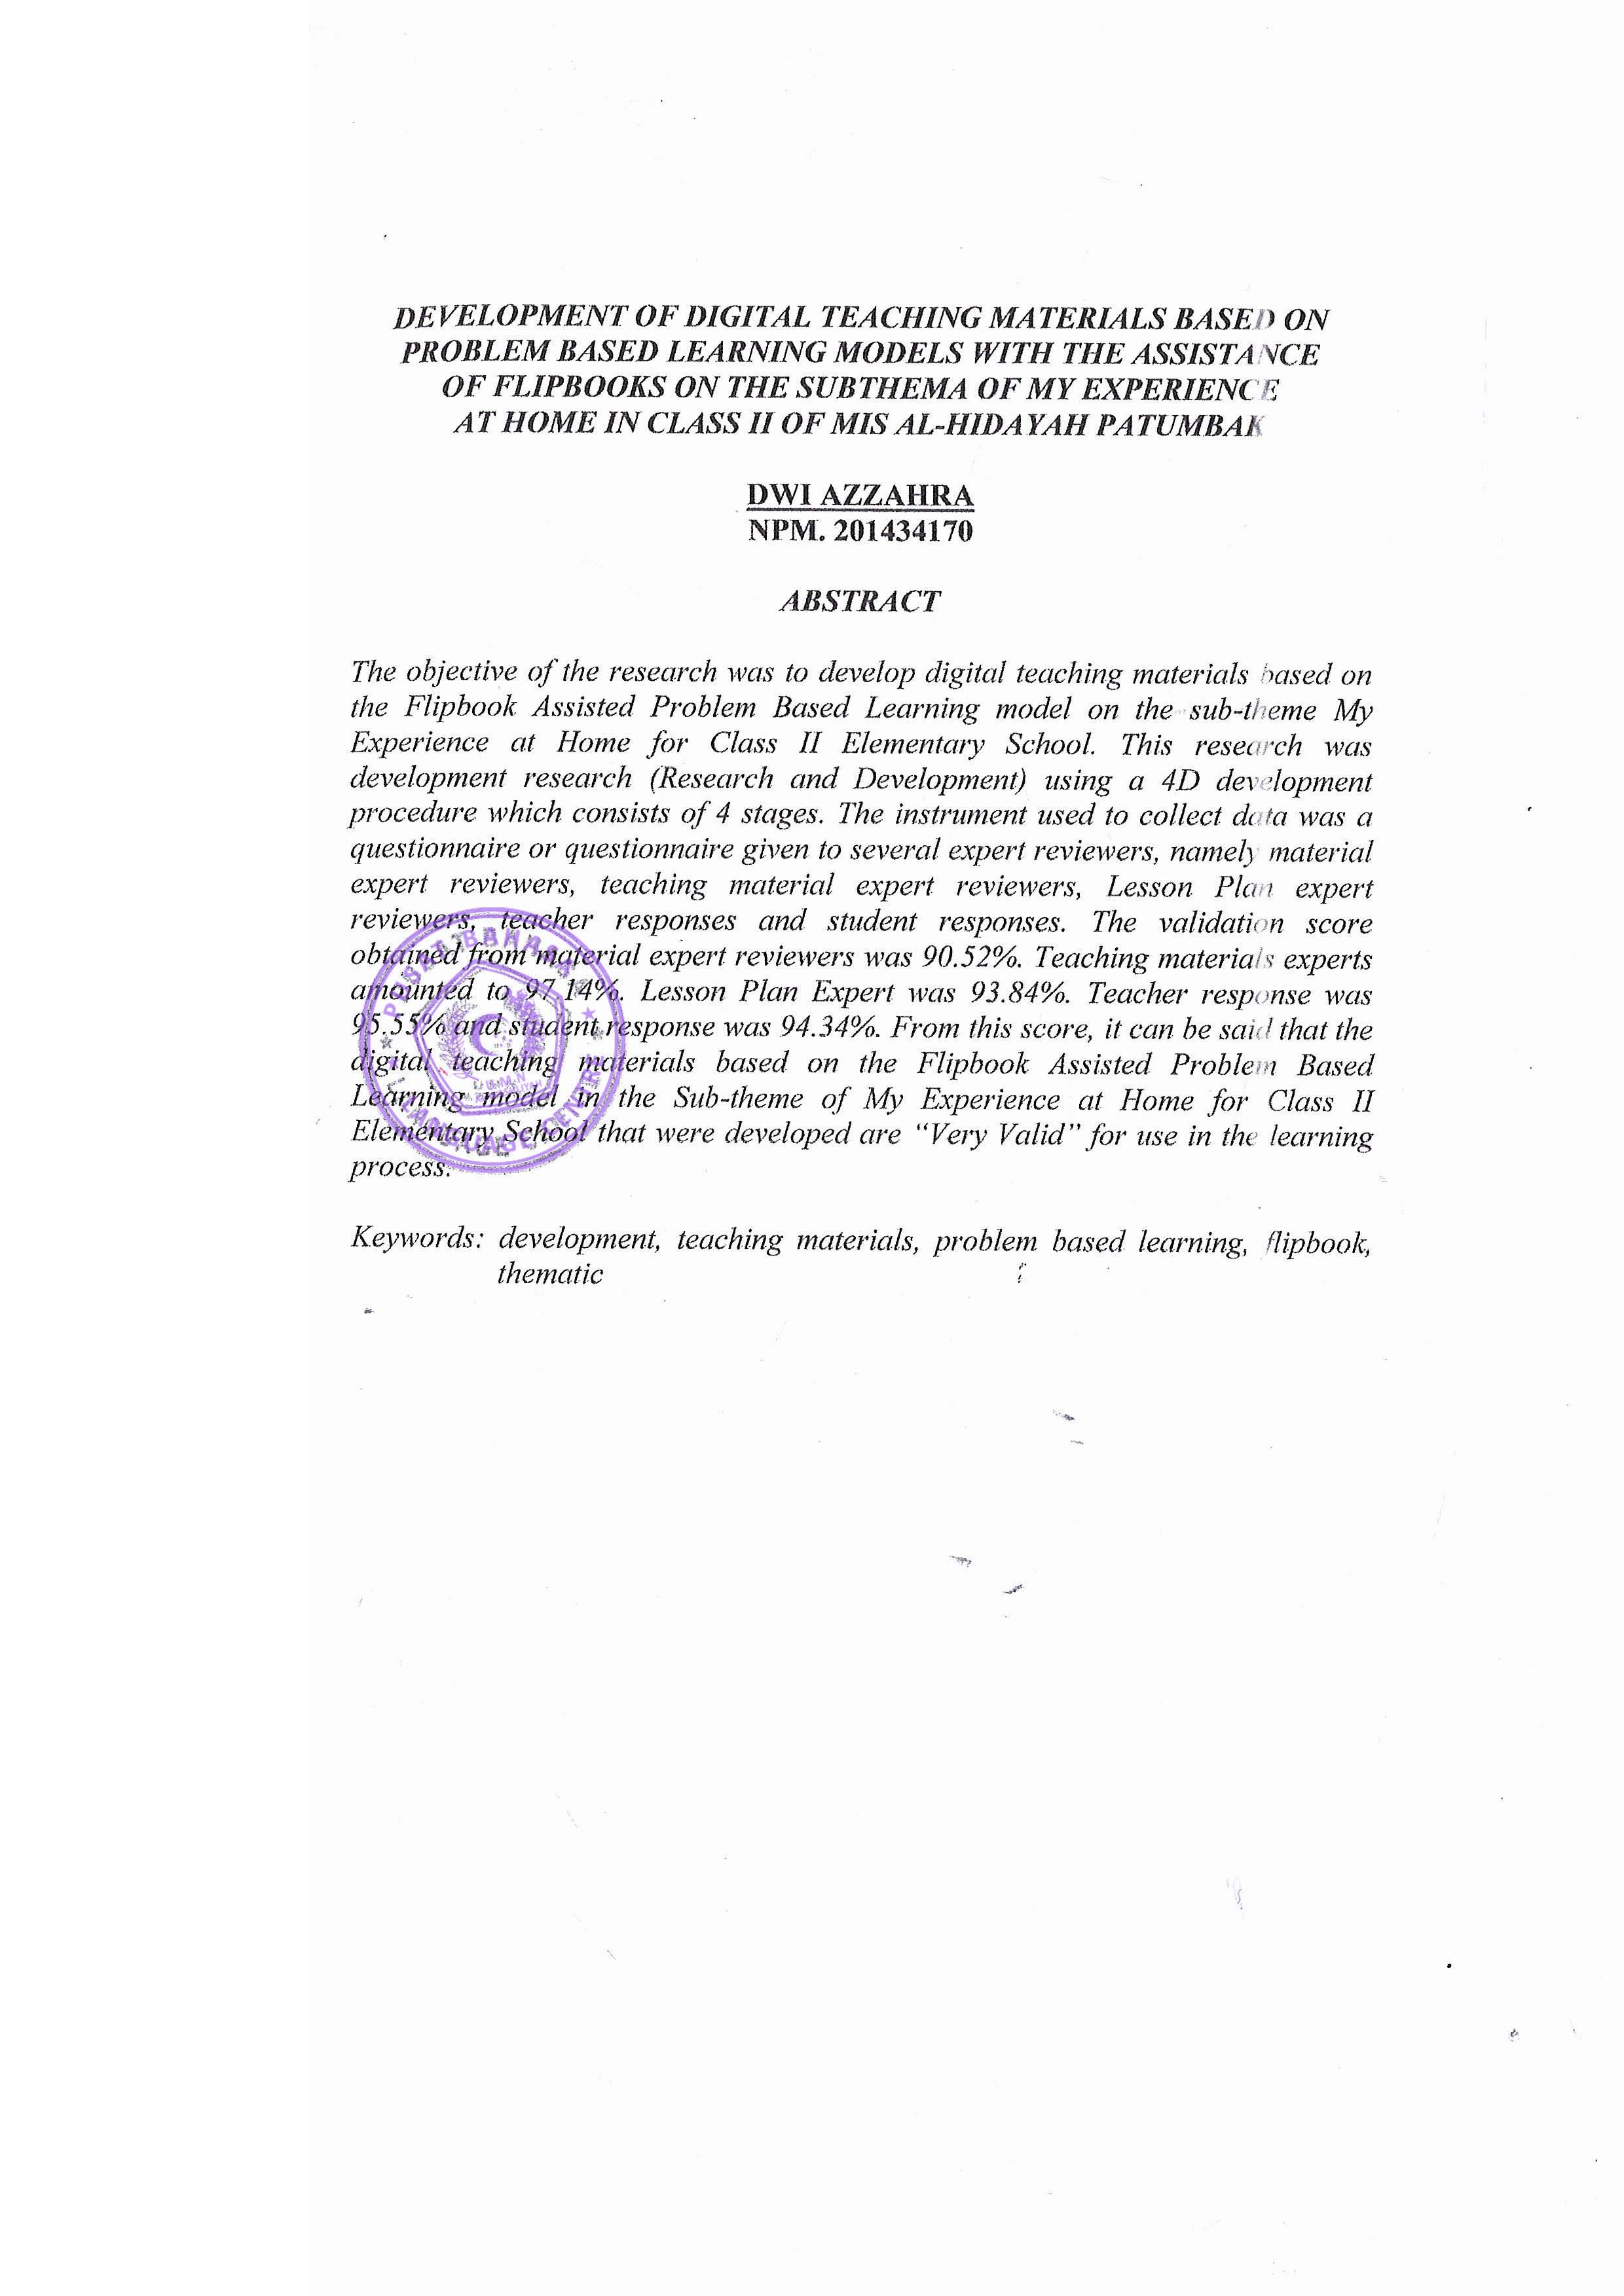 DEVELOPMENT OF DIGITAL TEACHING MATERIALS BASED ON
PROBLEM BASED LEARNING MODELS WITH THE ASSISTANCE
OF FLIPBOOKS ON THE SUBTHEMA OF MY EXPERIENCE
AT HOME IN CLASS II OF MIS AL-HIDAYAH PATUMBAK
DWI AZZAHRA
NPM. 201434170
ABSTRACT
The objective of the research was to develop digital teaching materials based on
the Flipbook Assisted Problem Based Learning model on the sub-theme My
Experience at Home for Class II Elementary School. This research was
development research (Research and Development) using a 4D development
procedure which consists of 4 stages. The instrument used to collect data was a
questionnaire or questionnaire given to several expert reviewers, namely material
expert reviewers, teaching material expert reviewers, Lesson Plan expert
reviewers, teacher responses and student responses. The validation score
obtained from material expert reviewers was 90.52%. Teaching materials experts
amounted to 97.14%. Lesson Plan Expert was 93.84%. Teacher response was
95.55% and student response was 94.34%. From this score, it can be said that the
digital teaching materials based on the Flipbook Assisted Problem Based
Learning model in the Sub-theme of My Experience at Home for Class II
Elementary School that were developed are “Very Valid” for use in the learning
process.
Keywords: development, teaching materials, problem based learning, flipbook,
thematic
PUSAT BAHASA
LANGUAGE CENTRE